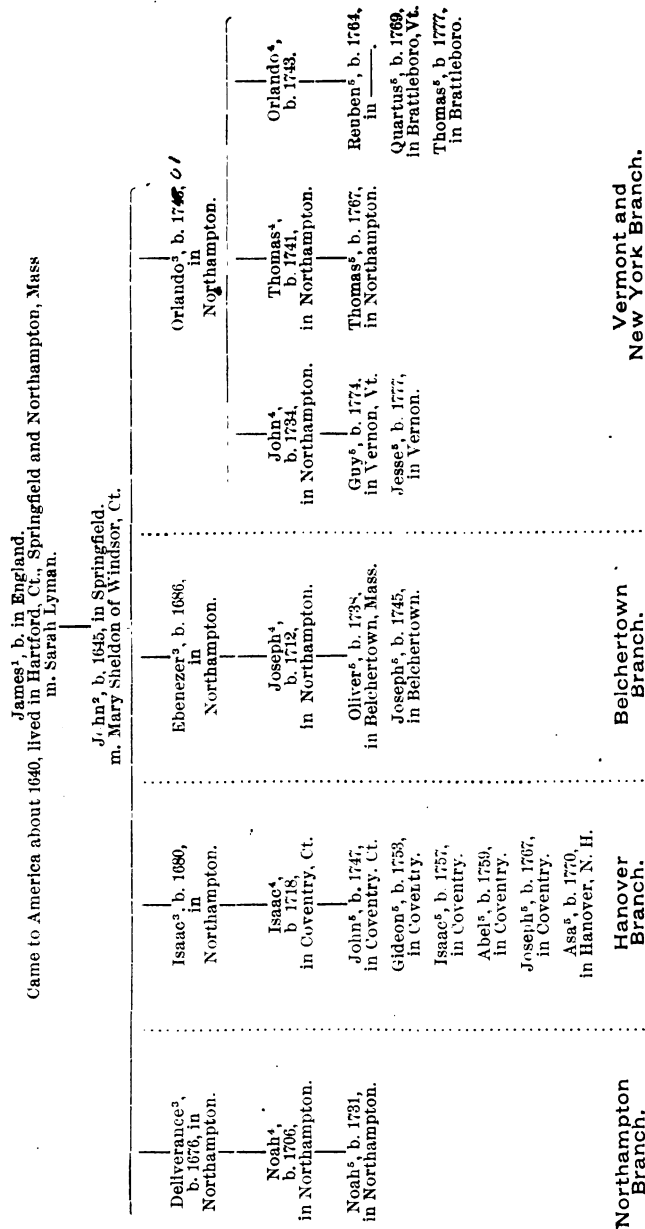 James¹, b. in England.
Came to America about 1640, lived in Hartford, Ct., Springfield and Northampton, Mass
m. Sarah Lyman.
John², b. 1645, in Springfield.
m. Mary Sheldon of Windsor, Ct.
Deliverance³,
b. 1676, in
Northampton.
Noah⁴,
b. 1706,
in Northampton.
Noah⁵, b. 1731,
in Northampton.
Northampton
Branch.
Isaac³, b. 1680,
in
Northampton.
Isaac⁴,
b 1718,
in Coventry, Ct.
John⁵, b. 1747,
in Coventry, Ct.
Gideon⁵, b. 1753,
in Coventry.
Isaac⁵, b. 1757,
in Coventry.
Abel⁵, b. 1759,
in Coventry.
Joseph⁵, b. 1767,
in Coventry.
Asa⁵, b. 1770,
in Hanover, N. H.
Hanover
Branch.
Ebenezer³, b. 1686,
in
Northampton.
Joseph⁴,
b. 1712,
in Northampton.
Oliver⁵, b. 1738,
in Belchertown, Mass.
Joseph⁵, b. 1745,
in Belchertown.
Belchertown
Branch.
Orlando³, b. 01
in
Northampton.
John⁴,
b. 1734,
in Northampton.
Guy⁵, b. 1774,
in Vernon, Vt.
Jesse⁵, b. 1777,
in Vernon.
Thomas⁴,
b. 1741,
in Northampton.
Thomas⁵, b. 1767,
in Northampton.
Orlando⁴,
b. 1743.
Reuben⁵, b. 1764,
in ——.
Quartus⁵, b. 1769,
in Brattleboro, Vt.
Thomas⁵, b 1777,
in Brattleboro.
Vermont and
New York Branch.